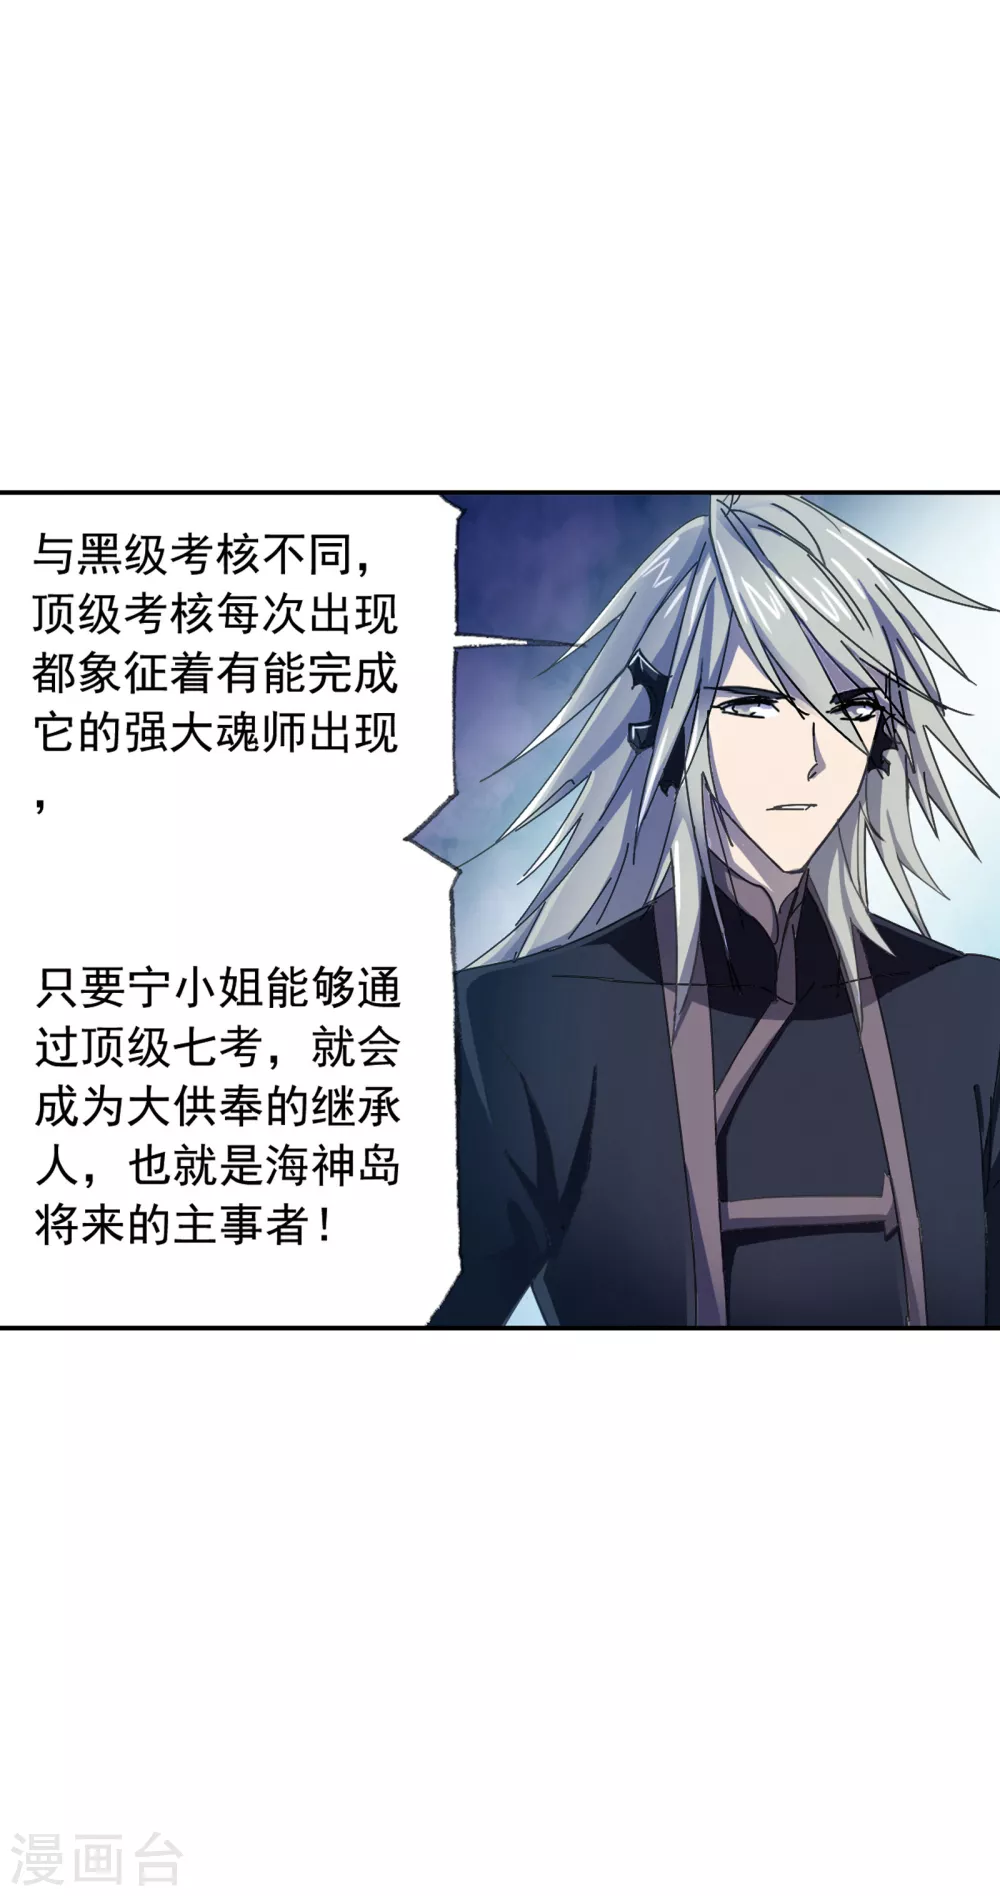 与黑级考核不同，
顶级考核每次出现
都象征着有能完成
它的强大魂师出现
，
只要宁小姐能够通
过顶级七考，就会
成为大供奉的继承
人，也就是海神岛
将来的主事者！
漫画台